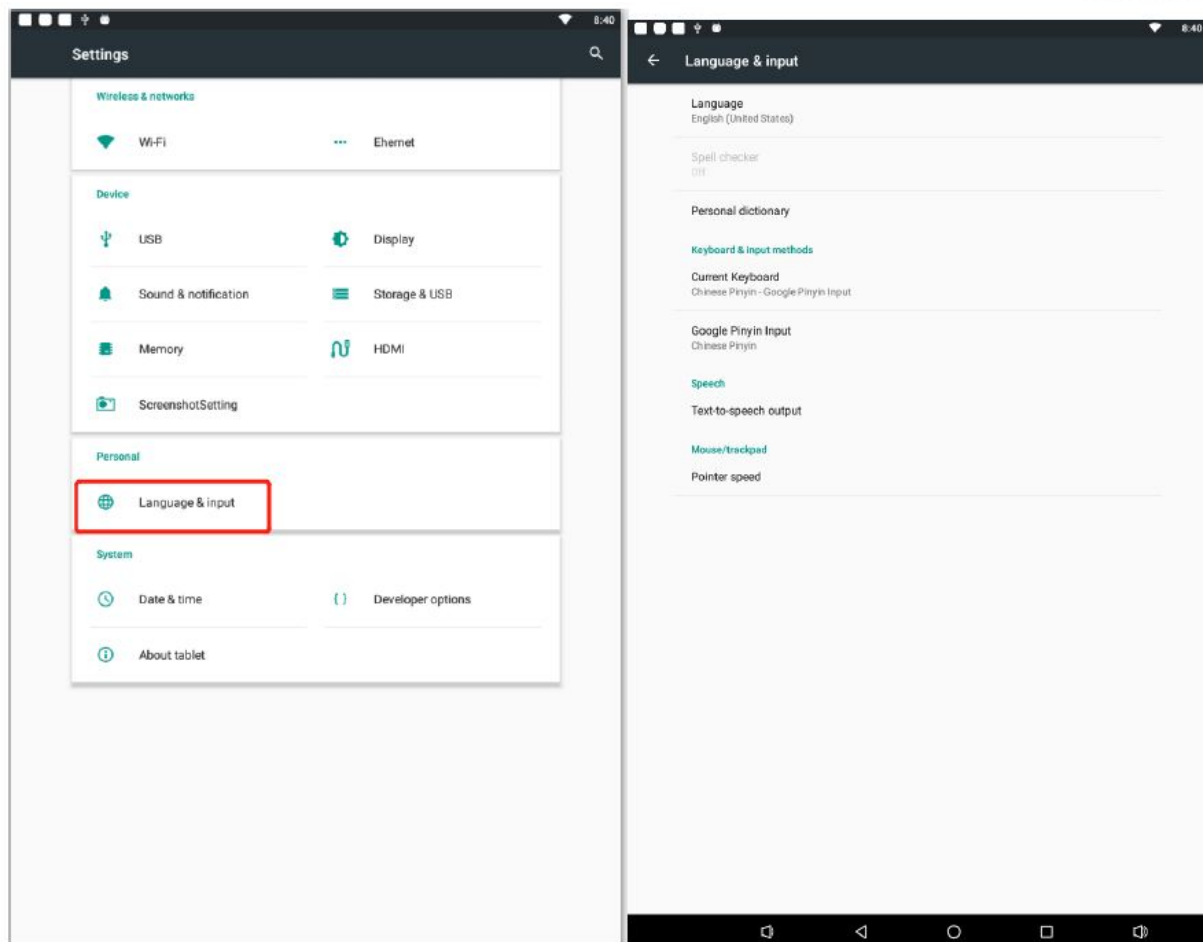 8:40
Settings
Wireless & networks
Wi-Fi
Ehernet
Device
USB
Display
Sound & notification
Storage & USB
Memory
HDMI
ScreenshotSetting
Personal
Language & input
System
Date & time
{ } Developer options
About tablet
8:40
Language & input
Language
English (United States)
Spell checker
Off
Personal dictionary
Keyboard & input methods
Current Keyboard
Chinese Pinyin - Google Pinyin Input
Google Pinyin Input
Chinese Pinyin
Speech
Text-to-speech output
Mouse/trackpad
Pointer speed